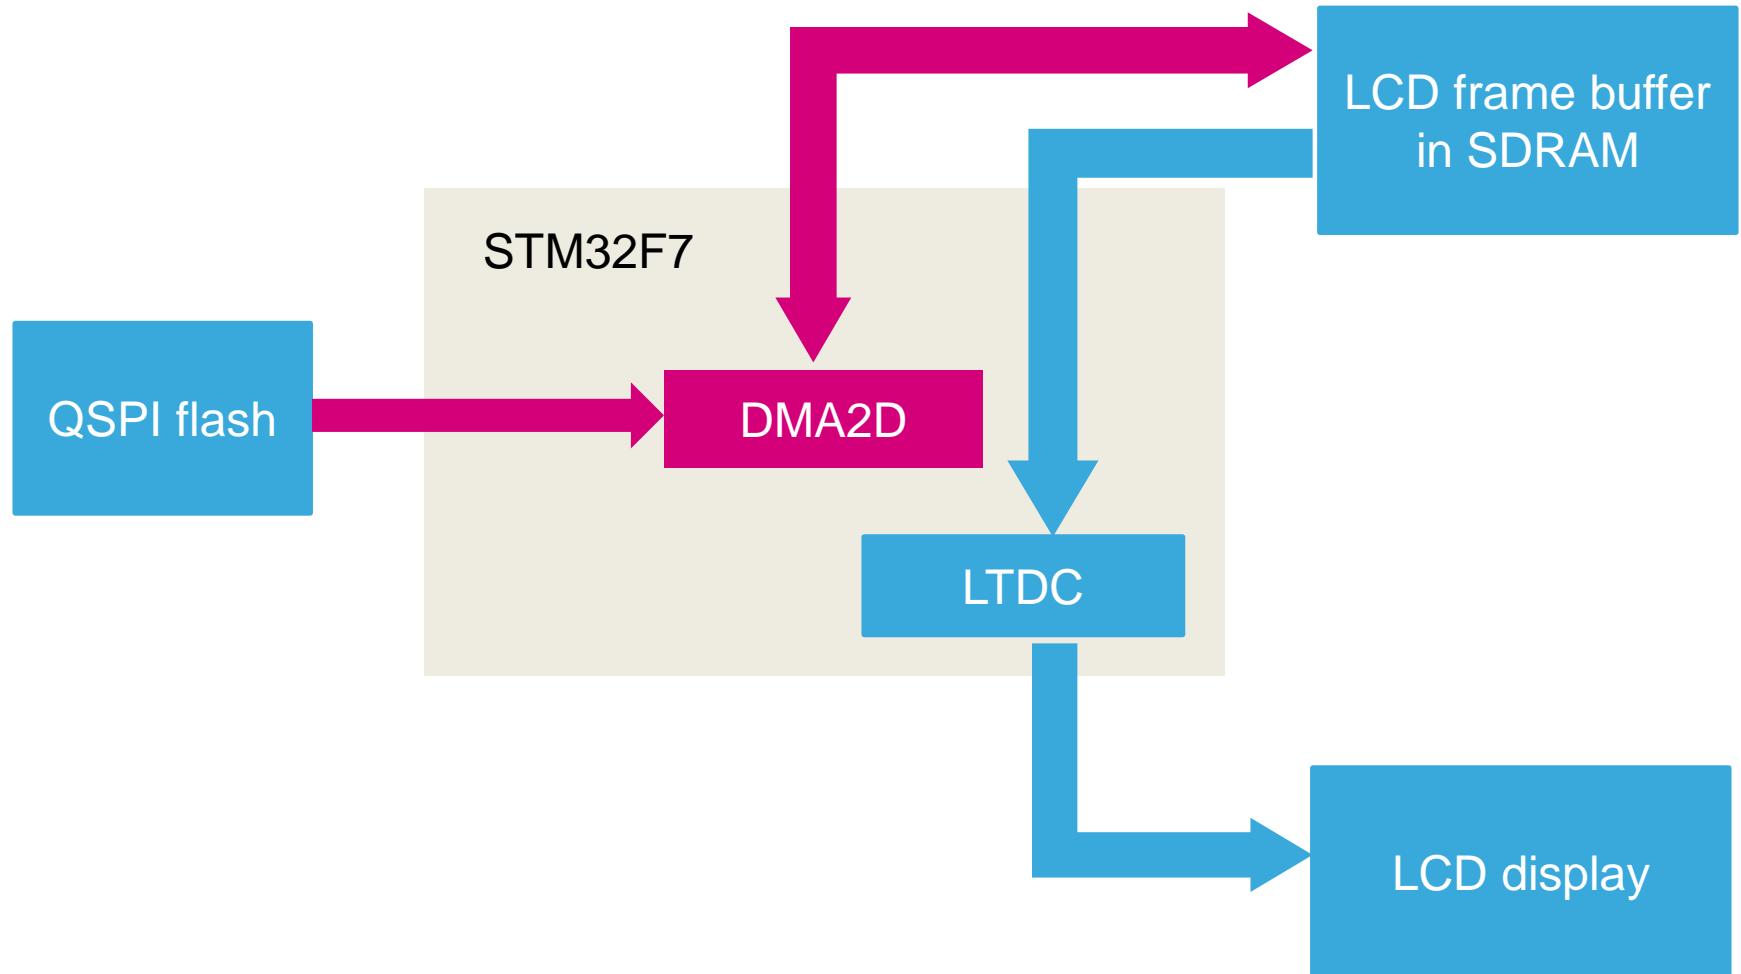 LCD frame buffer
in SDRAM
STM32F7
QSPI flash
DMA2D
LTDC
LCD display